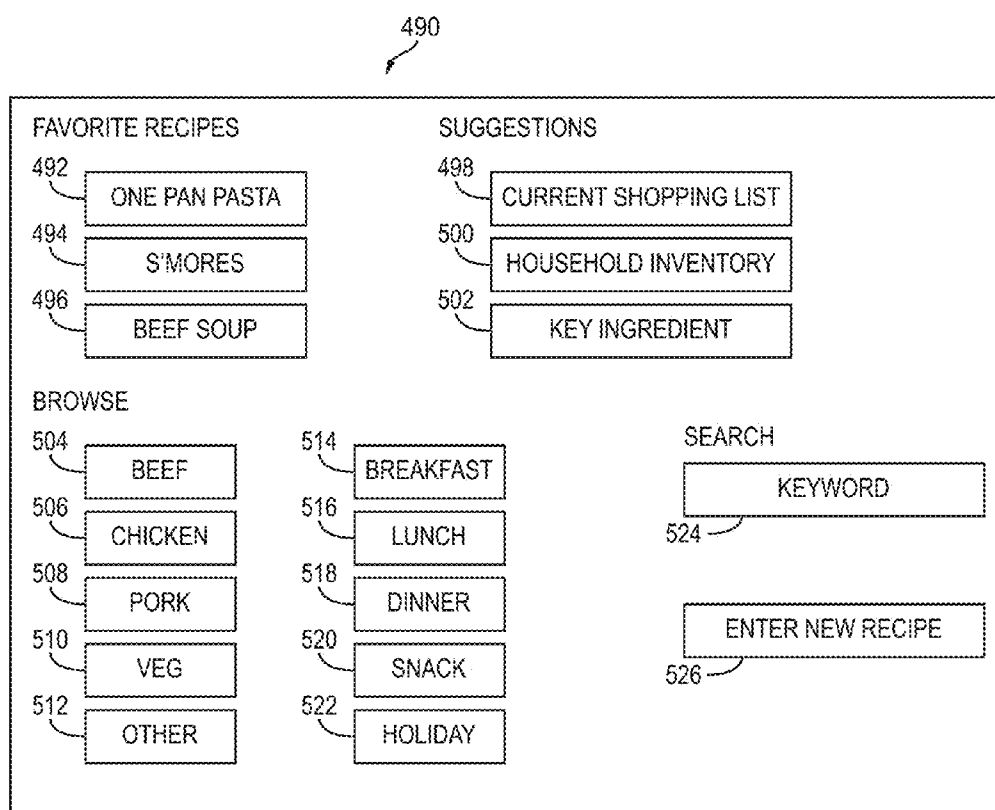 490
FAVORITE RECIPES
492 ONE PAN PASTA
494 S'MORES
496 BEEF SOUP
SUGGESTIONS
498 CURRENT SHOPPING LIST
500 HOUSEHOLD INVENTORY
502 KEY INGREDIENT
BROWSE
504 BEEF
506 CHICKEN
508 PORK
510 VEG
512 OTHER
514 BREAKFAST
516 LUNCH
518 DINNER
520 SNACK
522 HOLIDAY
SEARCH
KEYWORD
524
ENTER NEW RECIPE
526